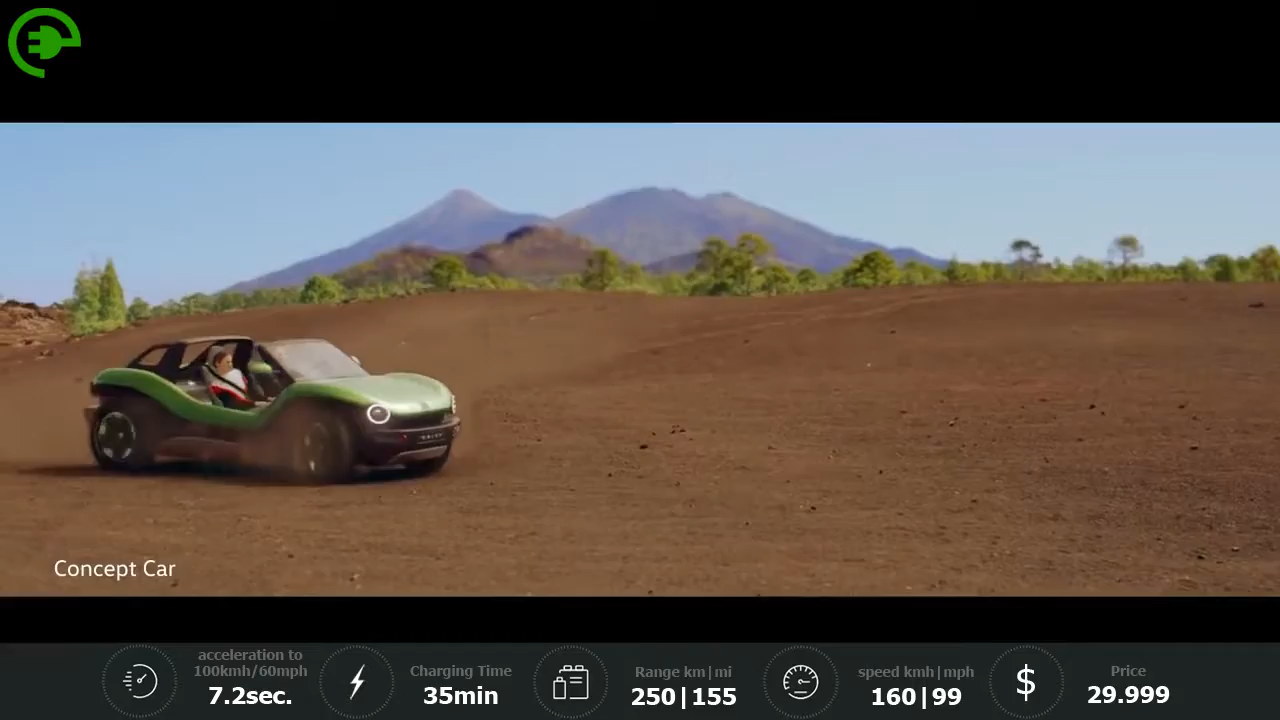 Concept Car
acceleration to
100kmh/60mph
7.2sec.
Charging Time
35min
Range km|mi
250|155
speed kmh|mph
160|99
$
Price
29.999